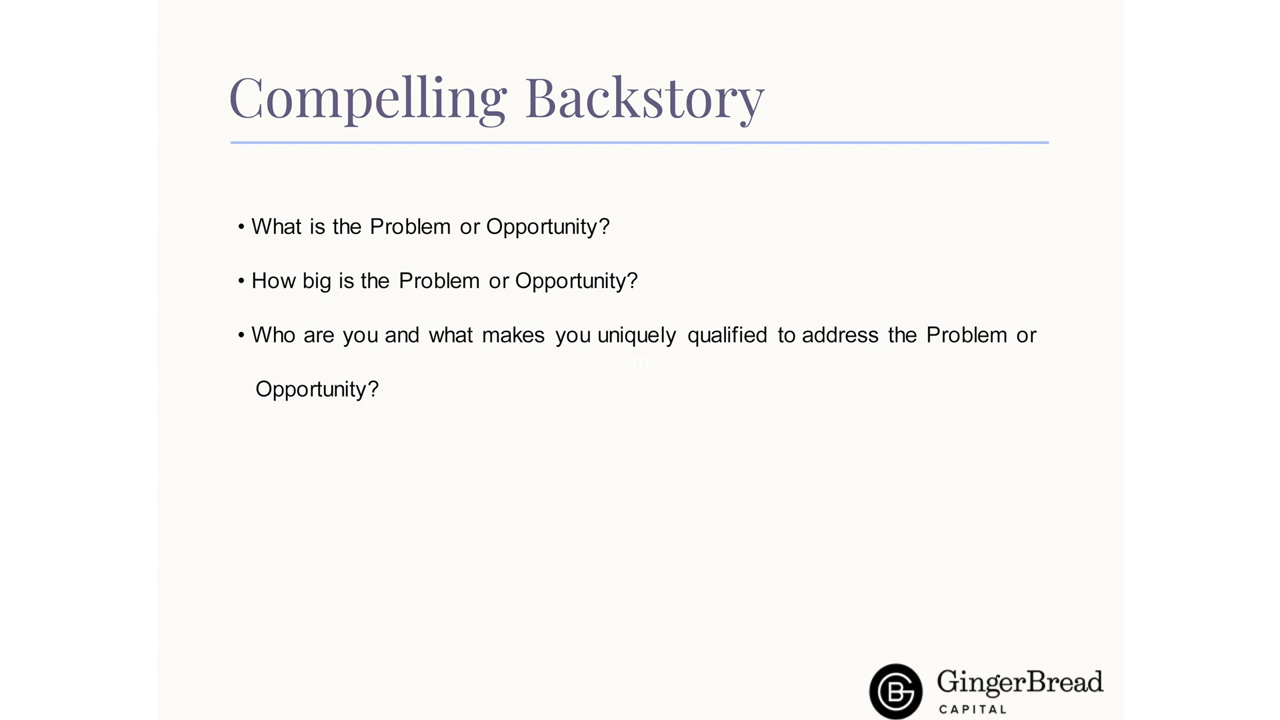 Compelling Backstory
• What is the Problem or Opportunity?
• How big is the Problem or Opportunity?
• Who are you and what makes you uniquely qualified to address the Problem or
m
Opportunity?
GingerBread
CAPITAL